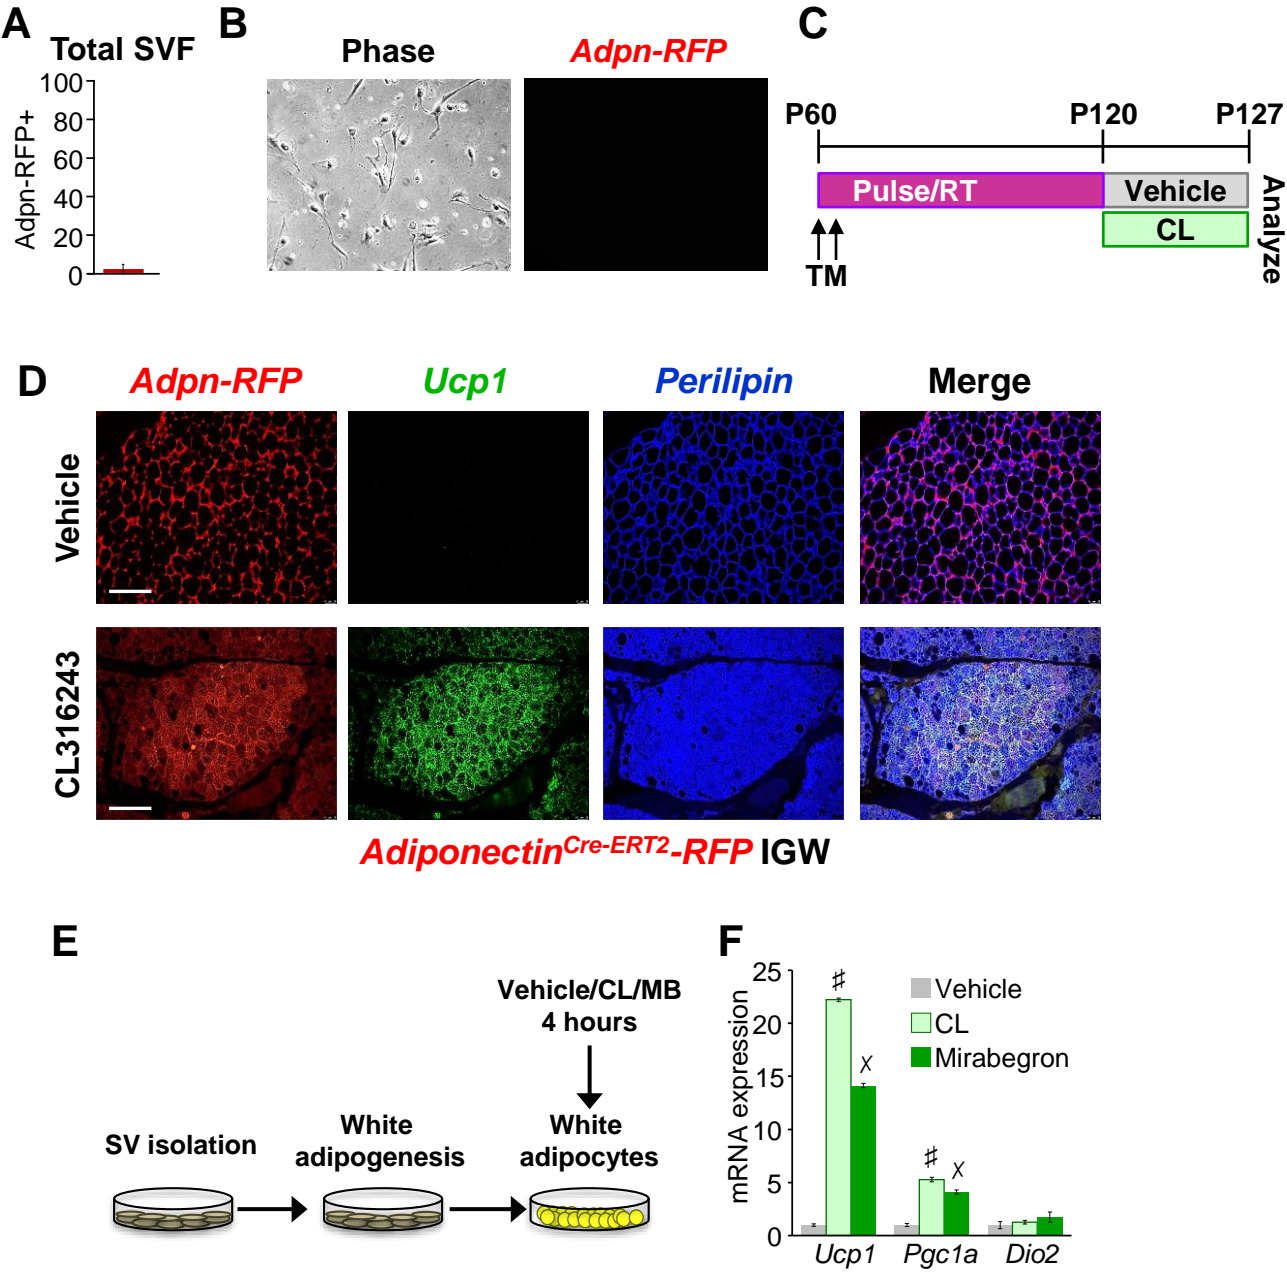 A
Total SVF
Adpn-RFP+
100
80
60
40
20
0
B
Phase
Adpn-RFP
C
P60
P120
P127
Pulse/RT
Vehicle
CL
TM
Analyze
D
Adpn-RFP
Ucp1
Perilipin
Merge
Vehicle
CL316243
Adiponectin^Cre-ERT2-RFP IGW
E
Vehicle/CL/MB
4 hours
SV isolation
White
adipogenesis
White
adipocytes
F
mRNA expression
25
20
15
10
5
0
♯
☓
♯
☓
Vehicle
CL
Mirabegron
Ucp1
Pgc1a
Dio2